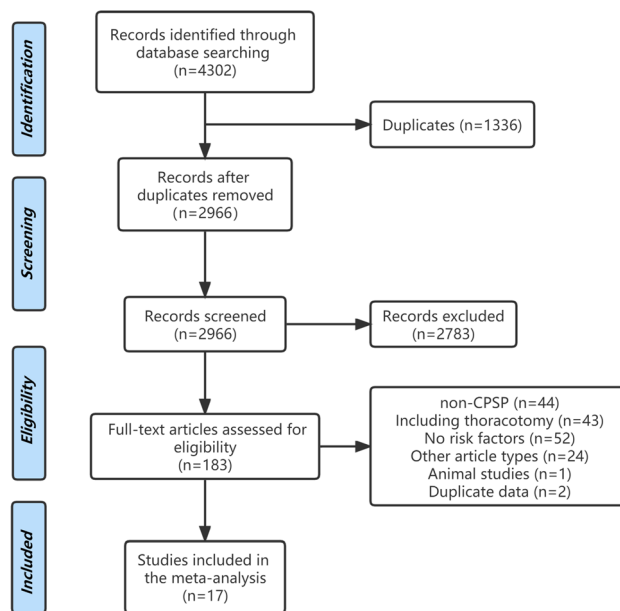 Identification
Records identified through
database searching
(n=4302)
Duplicates (n=1336)
Records after
duplicates removed
(n=2966)
Screening
Records screened
(n=2966)
Records excluded
(n=2783)
Eligibility
Full-text articles assessed for
eligibility
(n=183)
non-CPSP (n=44)
Including thoracotomy (n=43)
No risk factors (n=52)
Other article types (n=24)
Animal studies (n=1)
Duplicate data (n=2)
Included
Studies included in
the meta-analysis
(n=17)